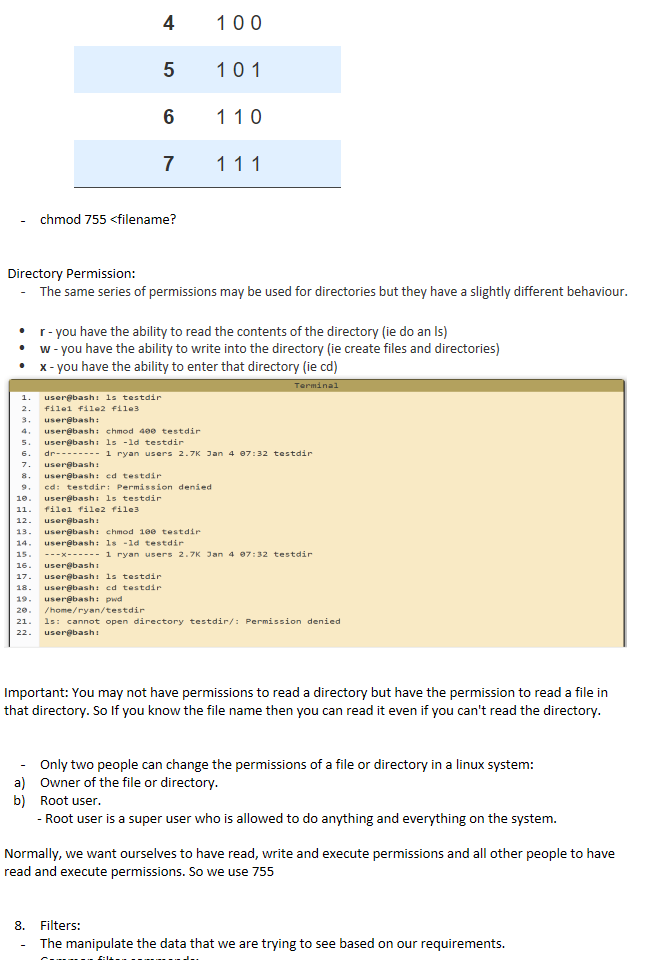 4 1 0 0
5 1 0 1
6 1 1 0
7 1 1 1
- chmod 755 <filename?
Directory Permission:
- The same series of permissions may be used for directories but they have a slightly different behaviour.
• r - you have the ability to read the contents of the directory (ie do an ls)
• w - you have the ability to write into the directory (ie create files and directories)
• x - you have the ability to enter that directory (ie cd)
Terminal
1. user@bash: ls testdir
2. file1 file2 file3
3. user@bash:
4. user@bash: chmod 400 testdir
5. user@bash: ls -ld testdir
6. dr-------- 1 ryan users 2.7K Jan 4 07:32 testdir
7. user@bash:
8. user@bash: cd testdir
9. cd: testdir: Permission denied
10. user@bash: ls testdir
11. file1 file2 file3
12. user@bash:
13. user@bash: chmod 100 testdir
14. user@bash: ls -ld testdir
15. ---x------ 1 ryan users 2.7K Jan 4 07:32 testdir
16. user@bash:
17. user@bash: ls testdir
18. user@bash: cd testdir
19. user@bash: pwd
20. /home/ryan/testdir
21. ls: cannot open directory testdir/: Permission denied
22. user@bash:
Important: You may not have permissions to read a directory but have the permission to read a file in
that directory. So If you know the file name then you can read it even if you can't read the directory.
- Only two people can change the permissions of a file or directory in a linux system:
a) Owner of the file or directory.
b) Root user.
- Root user is a super user who is allowed to do anything and everything on the system.
Normally, we want ourselves to have read, write and execute permissions and all other people to have
read and execute permissions. So we use 755
8. Filters:
- The manipulate the data that we are trying to see based on our requirements.
Common filter commands: